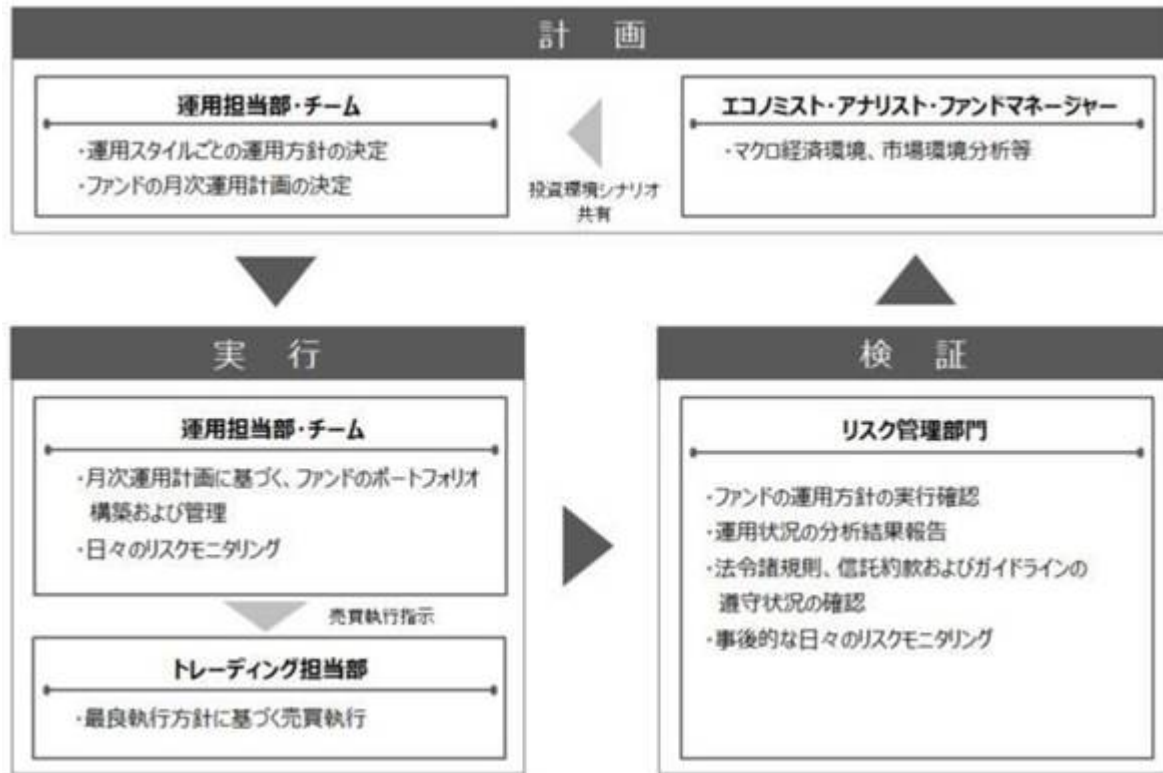 計 画
運用担当部・チーム
・運用スタイルごとの運用方針の決定
・ファンドの月次運用計画の決定
投資環境シナリオ
共有
エコノミスト・アナリスト・ファンドマネージャー
・マクロ経済環境、市場環境分析等
実 行
運用担当部・チーム
・月次運用計画に基づく、ファンドのポートフォリオ
構築および管理
・日々のリスクモニタリング
売買執行指示
トレーディング担当部
・最良執行方針に基づく売買執行
検 証
リスク管理部門
・ファンドの運用方針の実行確認
・運用状況の分析結果報告
・法令諸規則、信託約款およびガイドラインの
遵守状況の確認
・事後的な日々のリスクモニタリング